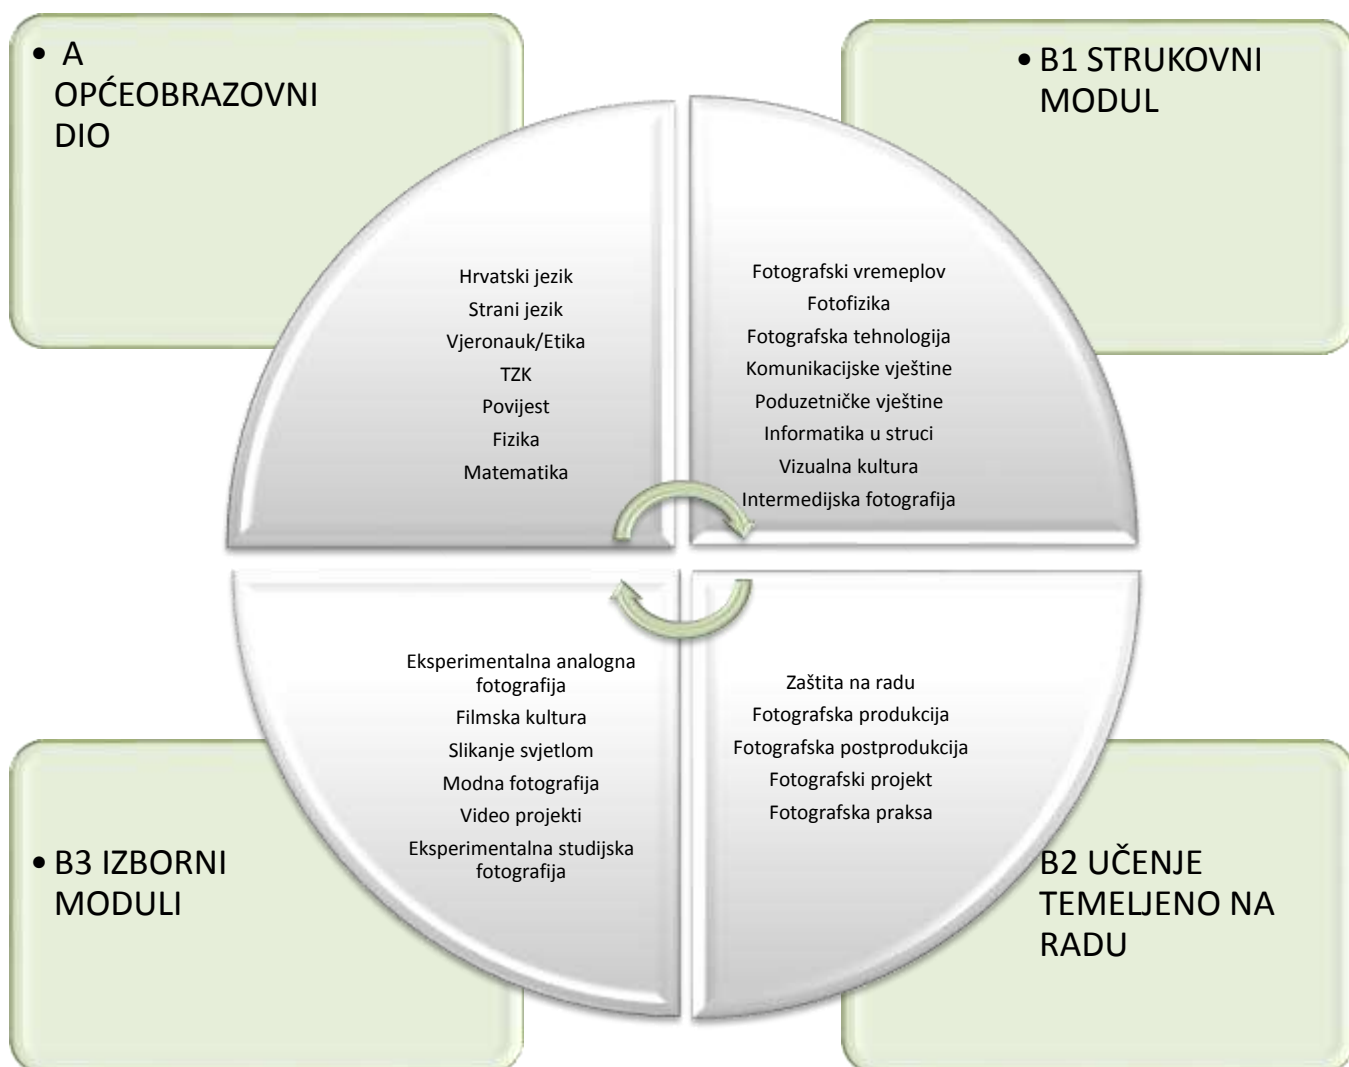 • A
OPĆEOBRAZOVNI
DIO
Hrvatski jezik
Strani jezik
Vjeronauk/Etika
TZK
Povijest
Fizika
Matematika
• B1 STRUKOVNI
MODUL
Fotografski vremeplov
Fotofizika
Fotografska tehnologija
Komunikacijske vještine
Poduzetničke vještine
Informatika u struci
Vizualna kultura
Intermedijska fotografija
• B3 IZBORNI
MODULI
Eksperimentalna analogna
fotografija
Filmska kultura
Slikanje svjetlom
Modna fotografija
Video projekti
Eksperimentalna studijska
fotografija
B2 UČENJE
TEMELJENO NA
RADU
Zaštita na radu
Fotografska produkcija
Fotografska postprodukcija
Fotografski projekt
Fotografska praksa